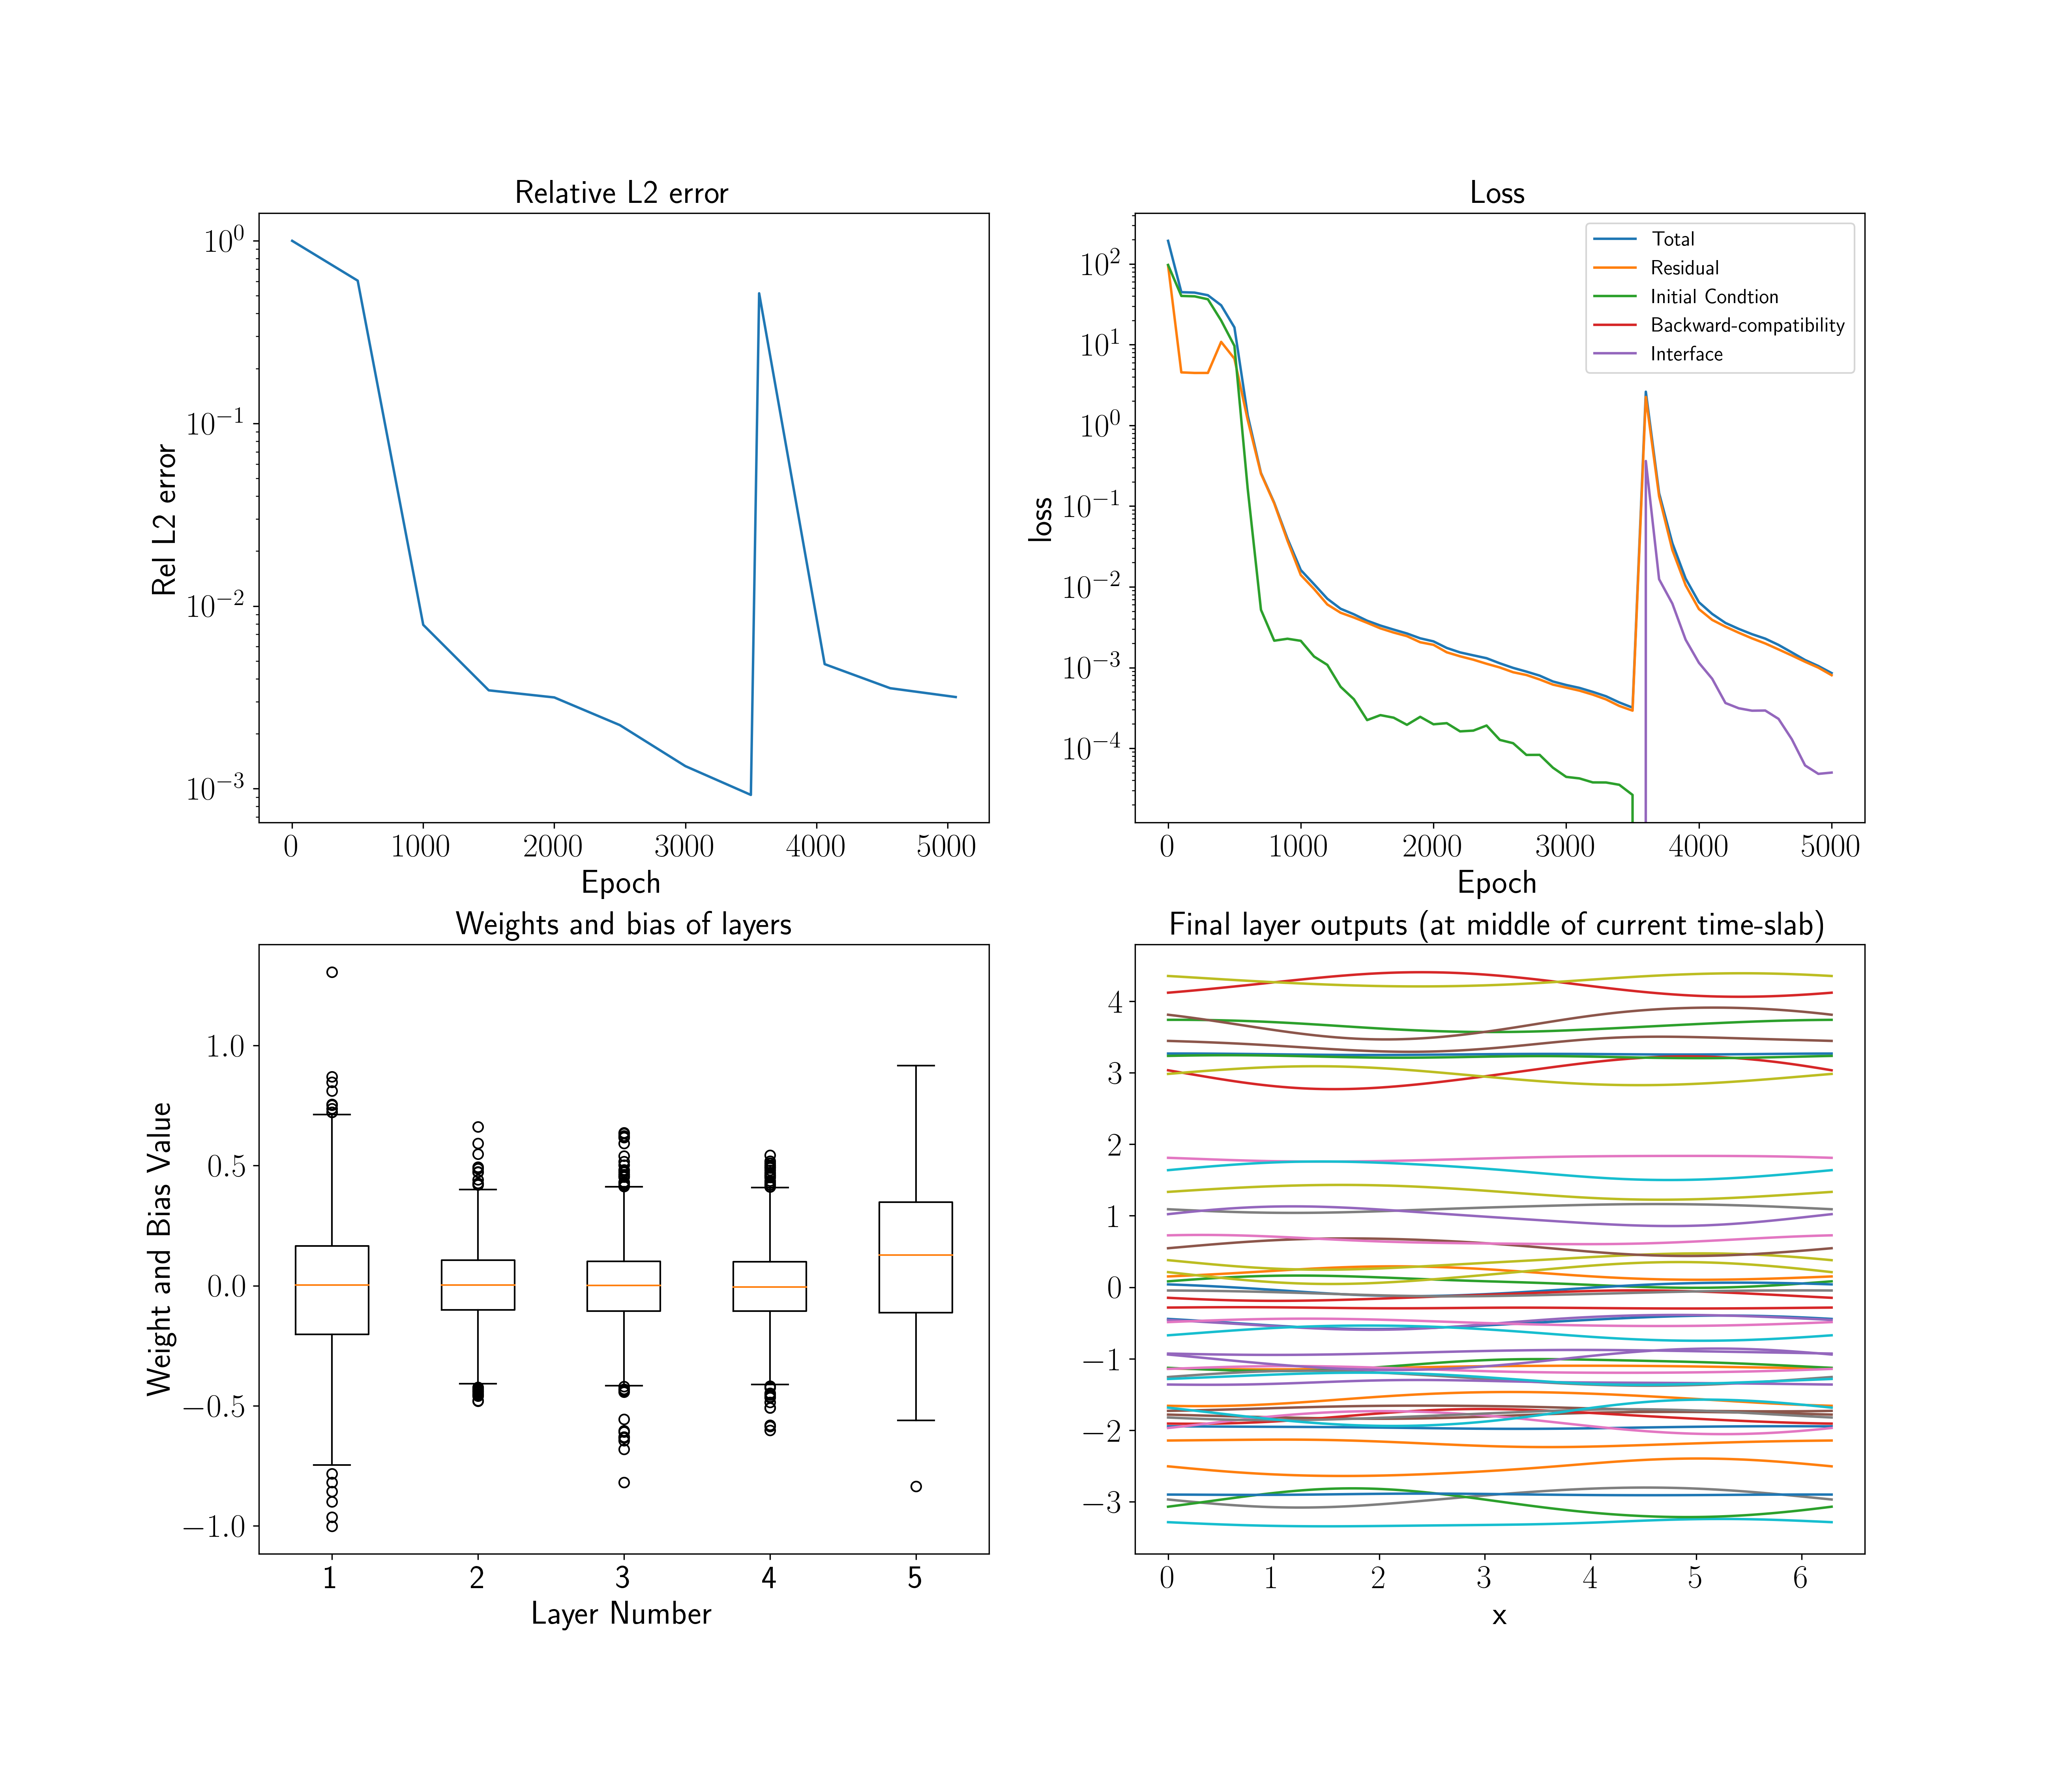 Relative L2 error
10^0
10^-1
10^-2
10^-3
Rel L2 error
0 1000 2000 3000 4000 5000
Epoch
Loss
Total
Residual
Initial Condtion
Backward-compatibility
Interface
10^2
10^1
10^0
10^-1
10^-2
10^-3
10^-4
loss
0 1000 2000 3000 4000 5000
Epoch
Weights and bias of layers
1.0
0.5
0.0
−0.5
−1.0
Weight and Bias Value
1 2 3 4 5
Layer Number
Final layer outputs (at middle of current time-slab)
4
3
2
1
0
−1
−2
−3
0 1 2 3 4 5 6
x